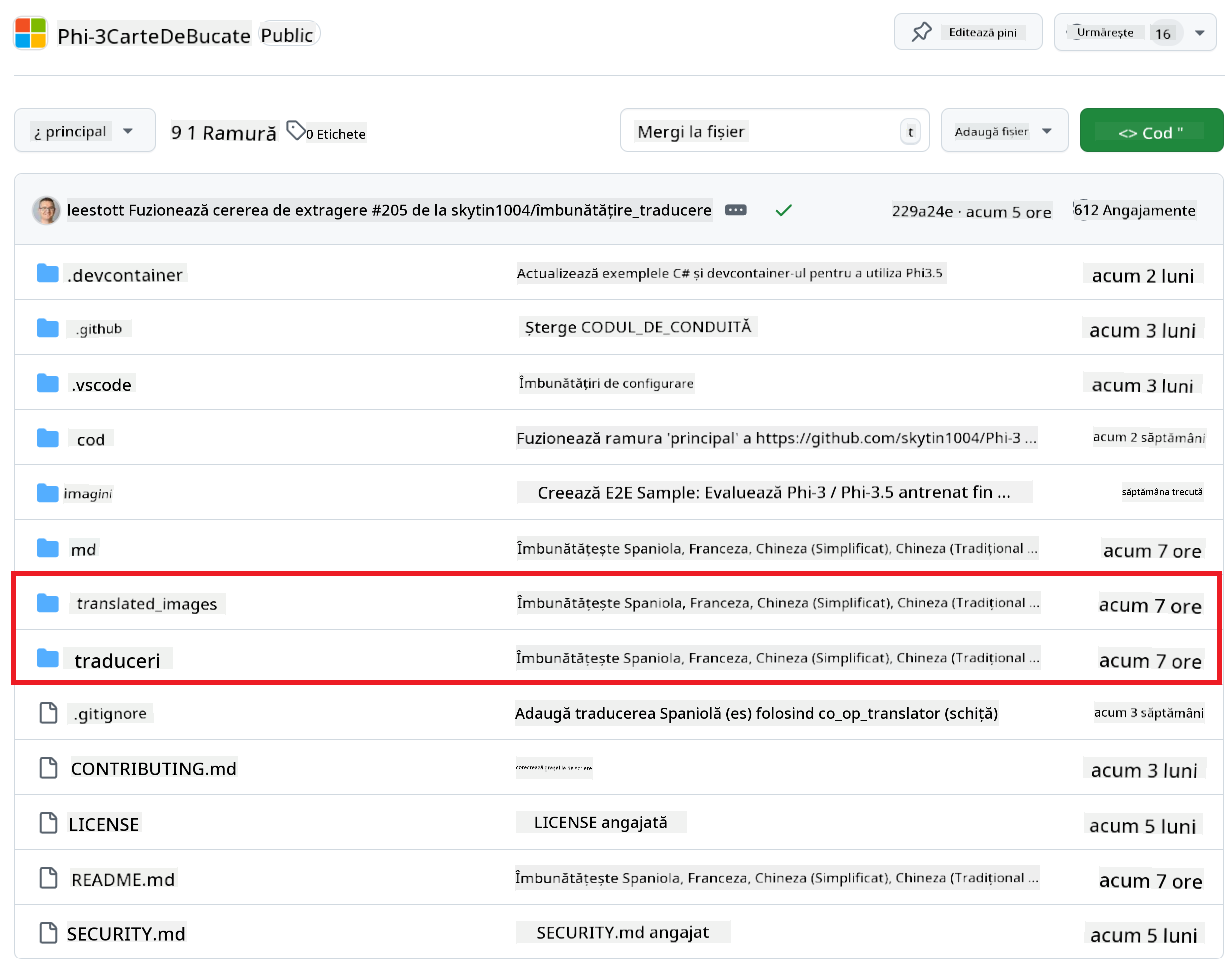 Phi-3CarteDeBucate Public Editează pini Urmărește 16
¿ principal 9 1 Ramură 0 Etichete Mergi la fișier t Adaugă fișier <> Cod "
leestott Fuzionează cererea de extragere #205 de la skytin1004/îmbunătățire_traducere 229a24e · acum 5 ore 612 Angajamente
.devcontainer Actualizează exemplele C# și devcontainer-ul pentru a utiliza Phi3.5 acum 2 luni
.github Șterge CODUL_DE_CONDUITĂ acum 3 luni
.vscode Îmbunătățiri de configurare acum 3 luni
cod Fuzionează ramura 'principal' a https://github.com/skytin1004/Phi-3 ... acum 2 săptămâni
imagini Creează E2E Sample: Evaluează Phi-3 / Phi-3.5 antrenat fin ... săptămâna trecută
md Îmbunătățește Spaniola, Franceza, Chineza (Simplificat), Chineza (Tradițional ... acum 7 ore
translated_images Îmbunătățește Spaniola, Franceza, Chineza (Simplificat), Chineza (Tradițional ... acum 7 ore
traduceri Îmbunătățește Spaniola, Franceza, Chineza (Simplificat), Chineza (Tradițional ... acum 7 ore
.gitignore Adaugă traducerea Spaniolă (es) folosind co_op_translator (schiță) acum 3 săptămâni
CONTRIBUTING.md acum 3 luni
LICENSE LICENSE angajată acum 5 luni
README.md Îmbunătățește Spaniola, Franceza, Chineza (Simplificat), Chineza (Tradițional ... acum 7 ore
SECURITY.md SECURITY.md angajat acum 5 luni